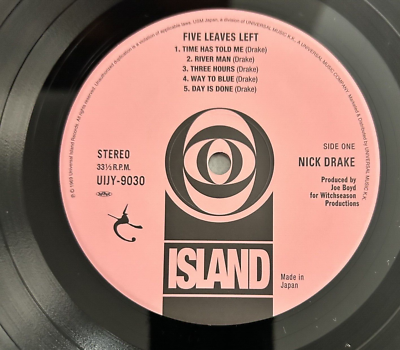 FIVE LEAVES LEFT
1. TIME HAS TOLD ME (Drake)
2. RIVER MAN (Drake)
3. THREE HOURS (Drake)
4. WAY TO BLUE (Drake)
5. DAY IS DONE (Drake)
STEREO
33⅓ R.P.M.
UIJY-9030
SIDE ONE
NICK DRAKE
Produced by
Joe Boyd
for Witchseason
Productions
ISLAND
Made in
Japan